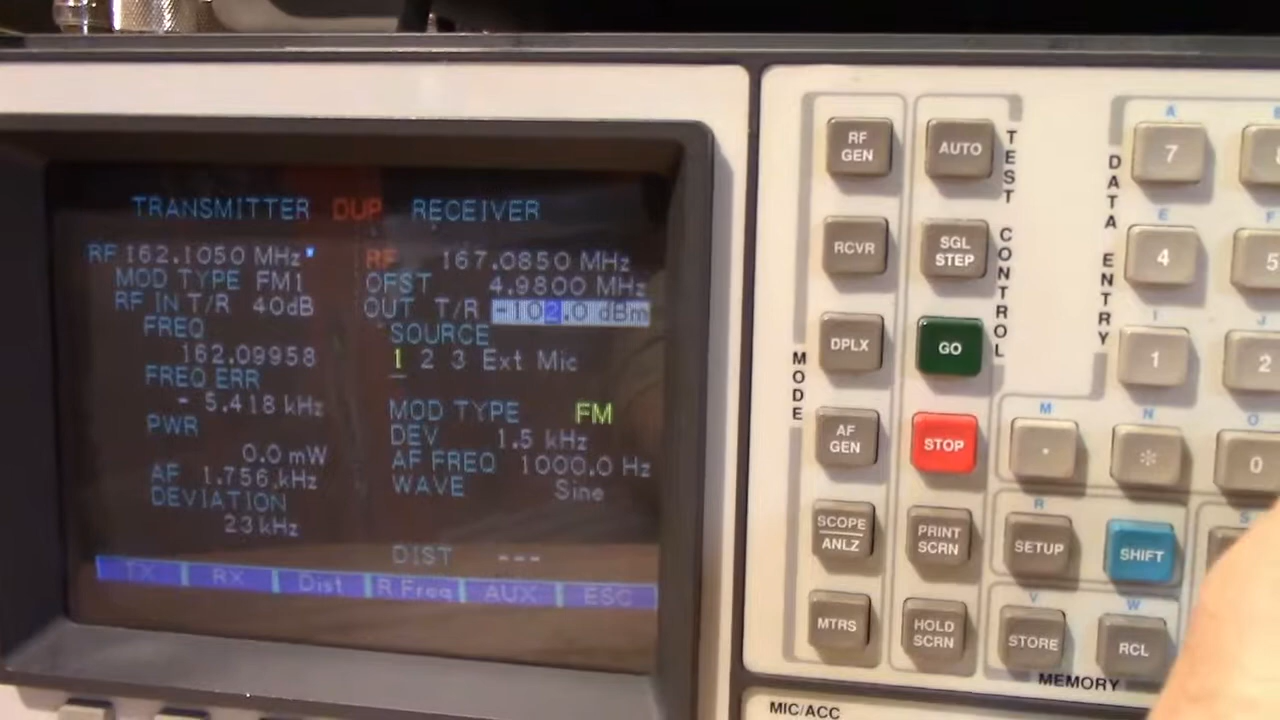 TRANSMITTER DUP RECEIVER
RF 162.1050 MHz
MOD TYPE FM1
RF IN T/R 40dB
FREQ
162.09958
FREQ ERR
- 5.418 kHz
PWR
0.0 mW
AF 1.756 kHz
DEVIATION
23 kHz
RF 167.0850 MHz
OFST 4.9800 MHz
OUT T/R -102.0 dBm
SOURCE
1 2 3 Ext Mic
MOD TYPE FM
DEV 1.5 kHz
AF FREQ 1000.0 Hz
WAVE Sine
DIST ---
TX RX Dist R Freq AUX ESC
MODE
RF GEN
RCVR
DPLX
AF GEN
SCOPE
ANLZ
MTRS
TEST CONTROL
AUTO
SGL STEP
GO
STOP
PRINT SCRN
HOLD SCRN
DATA ENTRY
A
7
E F
4 5
I J
1 2
M N O
. * 0
R S
SETUP SHIFT
V W
STORE RCL
MEMORY
MIC/ACC